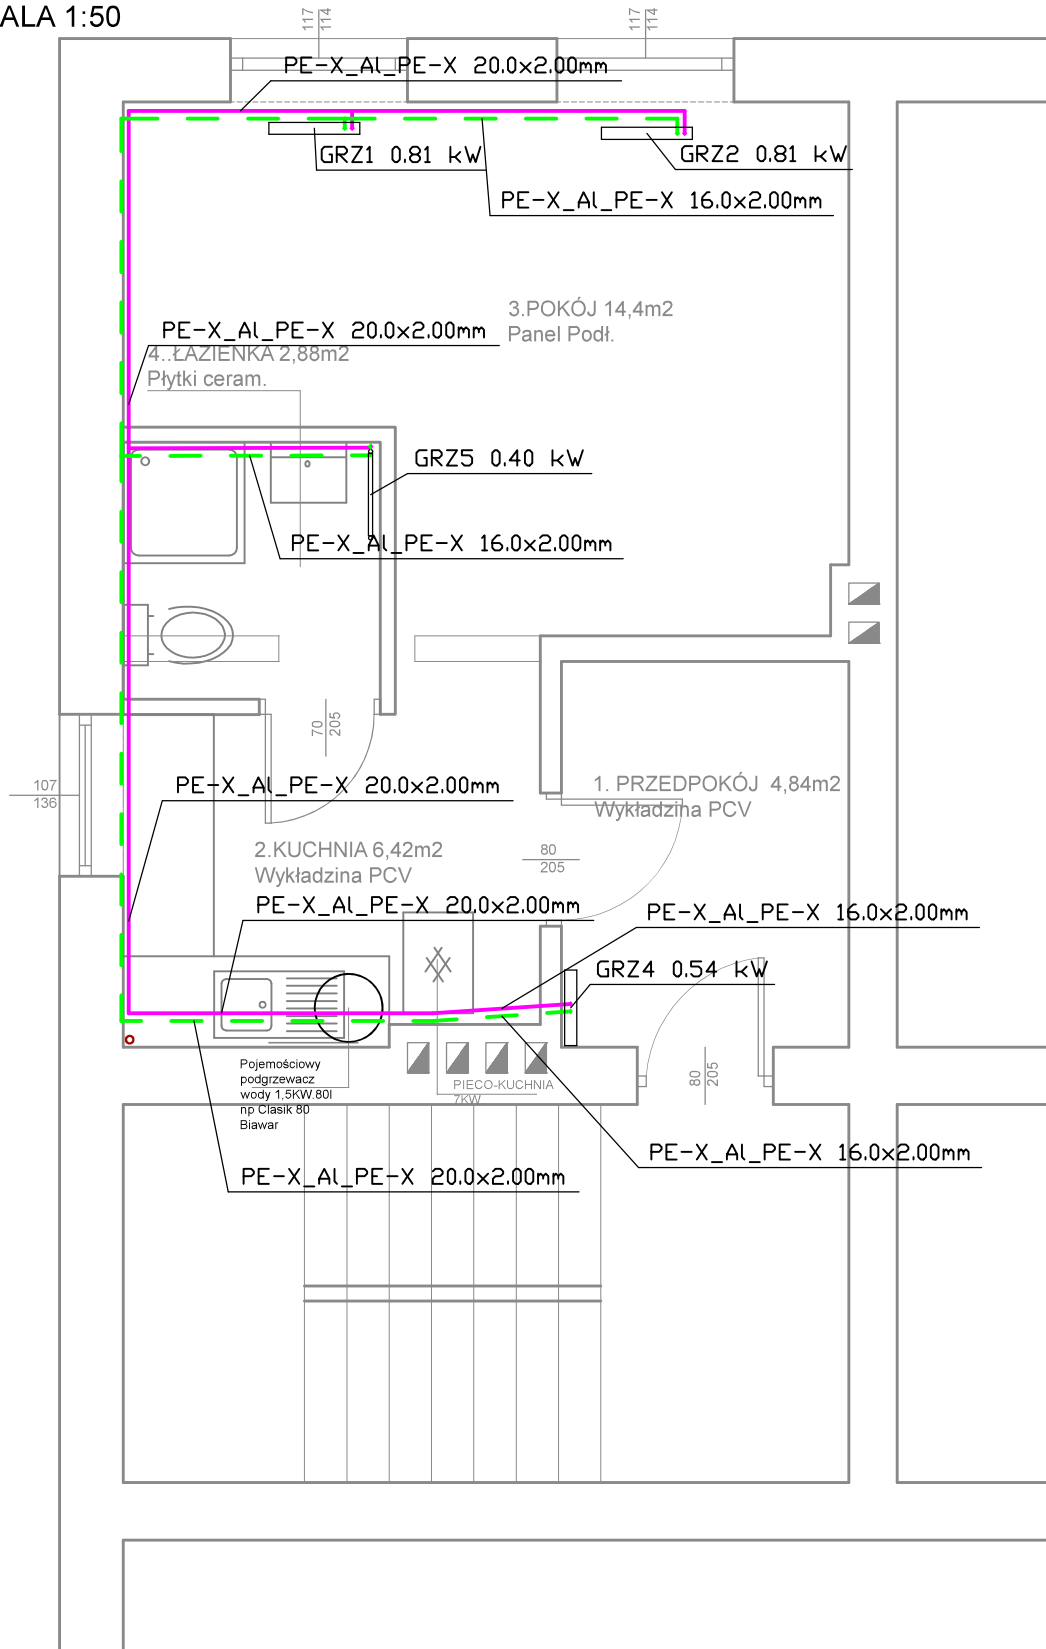 ALA 1:50
117
114
117
114
PE-X_Al_PE-X 20.0x2.00mm
GRZ1 0.81 kW
GRZ2 0.81 kW
PE-X_Al_PE-X 16.0x2.00mm
3.POKÓJ 14,4m2
Panel Podł.
PE-X_Al_PE-X 20.0x2.00mm
4..ŁAZIENKA 2,88m2
Płytki ceram.
GRZ5 0.40 kW
PE-X_Al_PE-X 16.0x2.00mm
70
205
107
136
PE-X_Al_PE-X 20.0x2.00mm
1. PRZEDPOKÓJ 4,84m2
Wykładzina PCV
2.KUCHNIA 6,42m2
Wykładzina PCV
80
205
PE-X_Al_PE-X 20.0x2.00mm
PE-X_Al_PE-X 16.0x2.00mm
GRZ4 0.54 kW
Pojemościowy
podgrzewacz
wody 1,5KW.80l
np Clasik 80
Biawar
PIECO-KUCHNIA
7KW
80
205
PE-X_Al_PE-X 16.0x2.00mm
PE-X_Al_PE-X 20.0x2.00mm